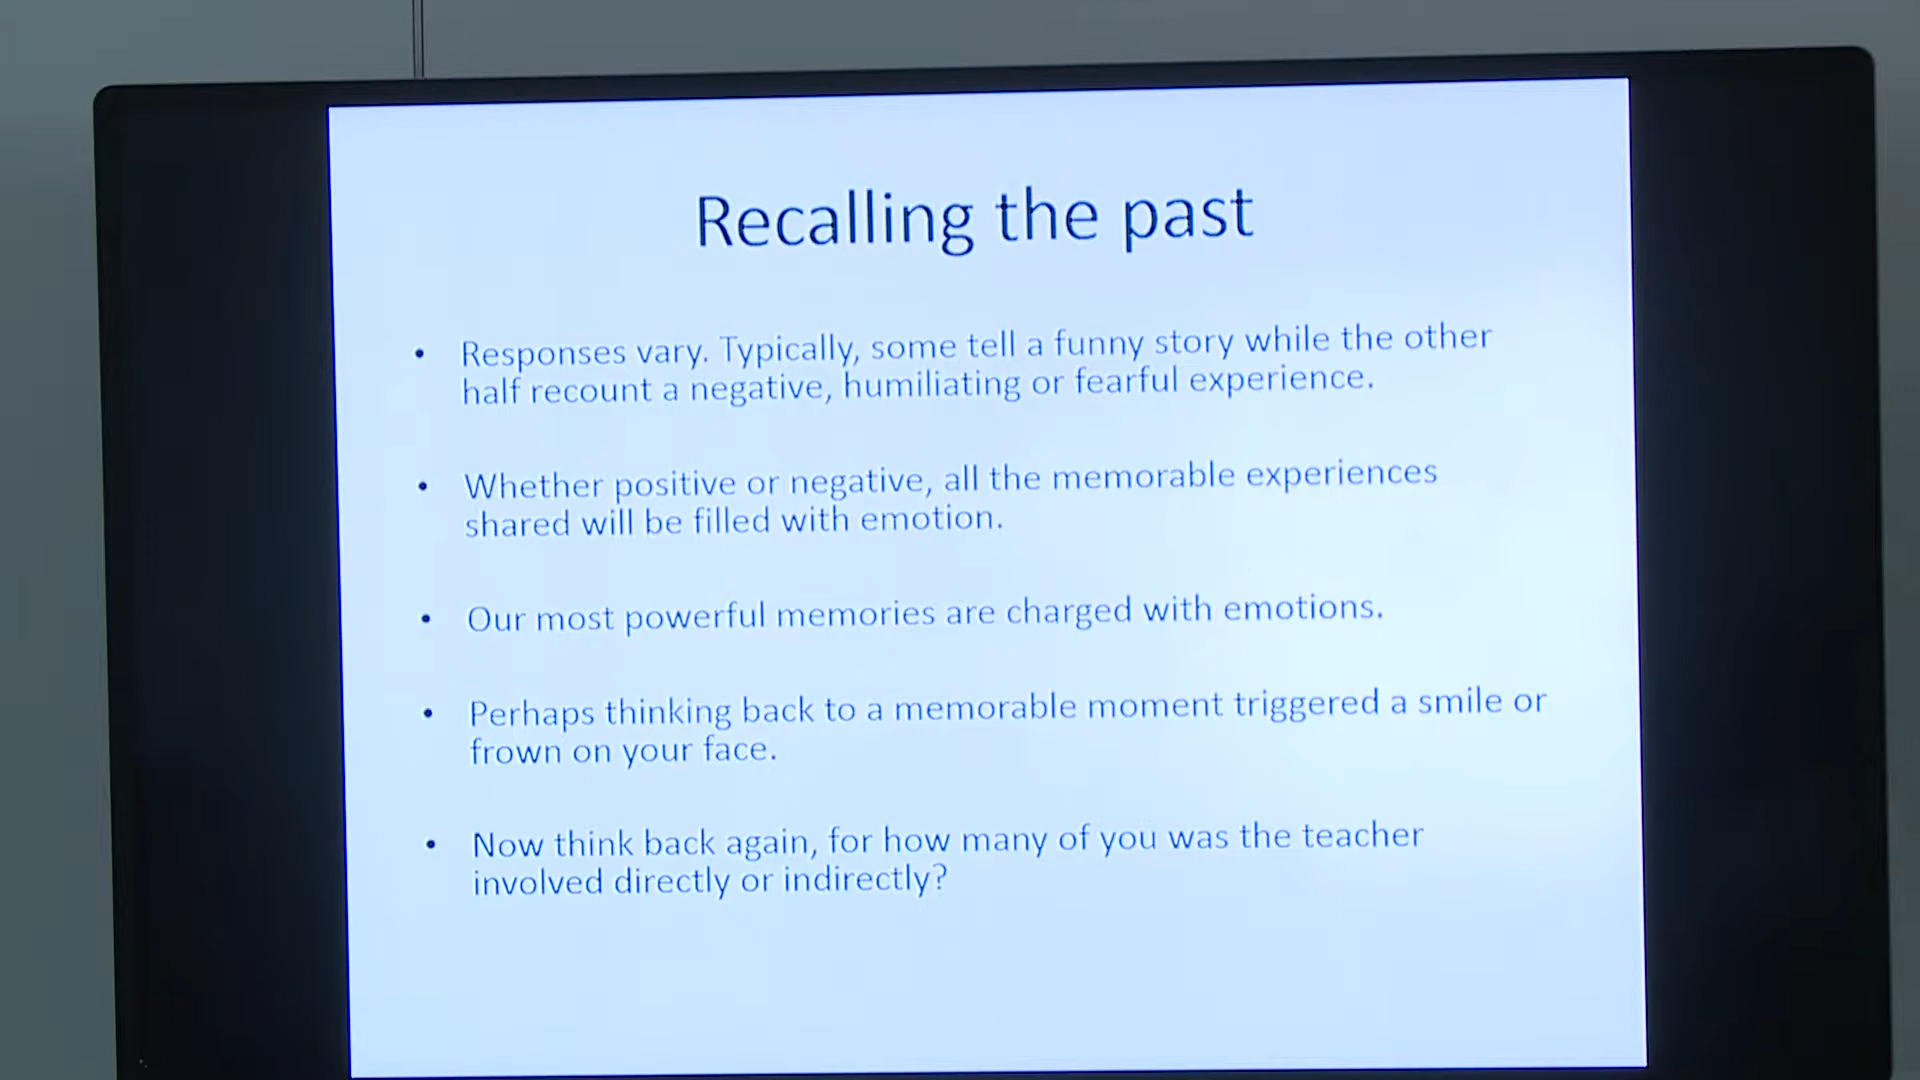 Recalling the past
• Responses vary. Typically, some tell a funny story while the other
half recount a negative, humiliating or fearful experience.
• Whether positive or negative, all the memorable experiences
shared will be filled with emotion.
• Our most powerful memories are charged with emotions.
• Perhaps thinking back to a memorable moment triggered a smile or
frown on your face.
• Now think back again, for how many of you was the teacher
involved directly or indirectly?